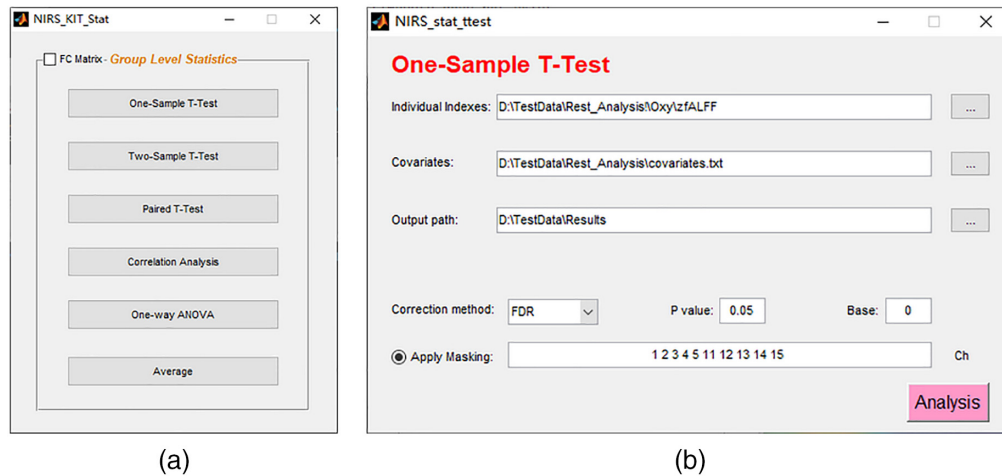 NIRS_KIT_Stat
FC Matrix - Group Level Statistics
One-Sample T-Test
Two-Sample T-Test
Paired T-Test
Correlation Analysis
One-way ANOVA
Average
(a)
NIRS_stat_ttest
One-Sample T-Test
Individual Indexes: D:\TestData\Rest_Analysis\Oxy\zfALFF ...
Covariates: D:\TestData\Rest_Analysis\covariates.txt ...
Output path: D:\TestData\Results ...
Correction method: FDR P value: 0.05 Base: 0
Apply Masking: 1 2 3 4 5 11 12 13 14 15 Ch
Analysis
(b)